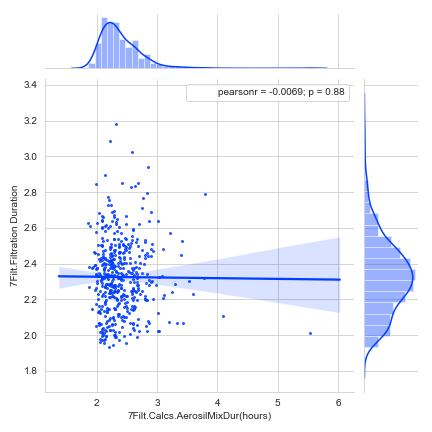 pearsonr = -0.0069; p = 0.88
3.4
3.2
3.0
2.8
2.6
2.4
2.2
2.0
1.8
7Filt.Filtration Duration
2 3 4 5 6
7Filt.Calcs.AerosilMixDur(hours)